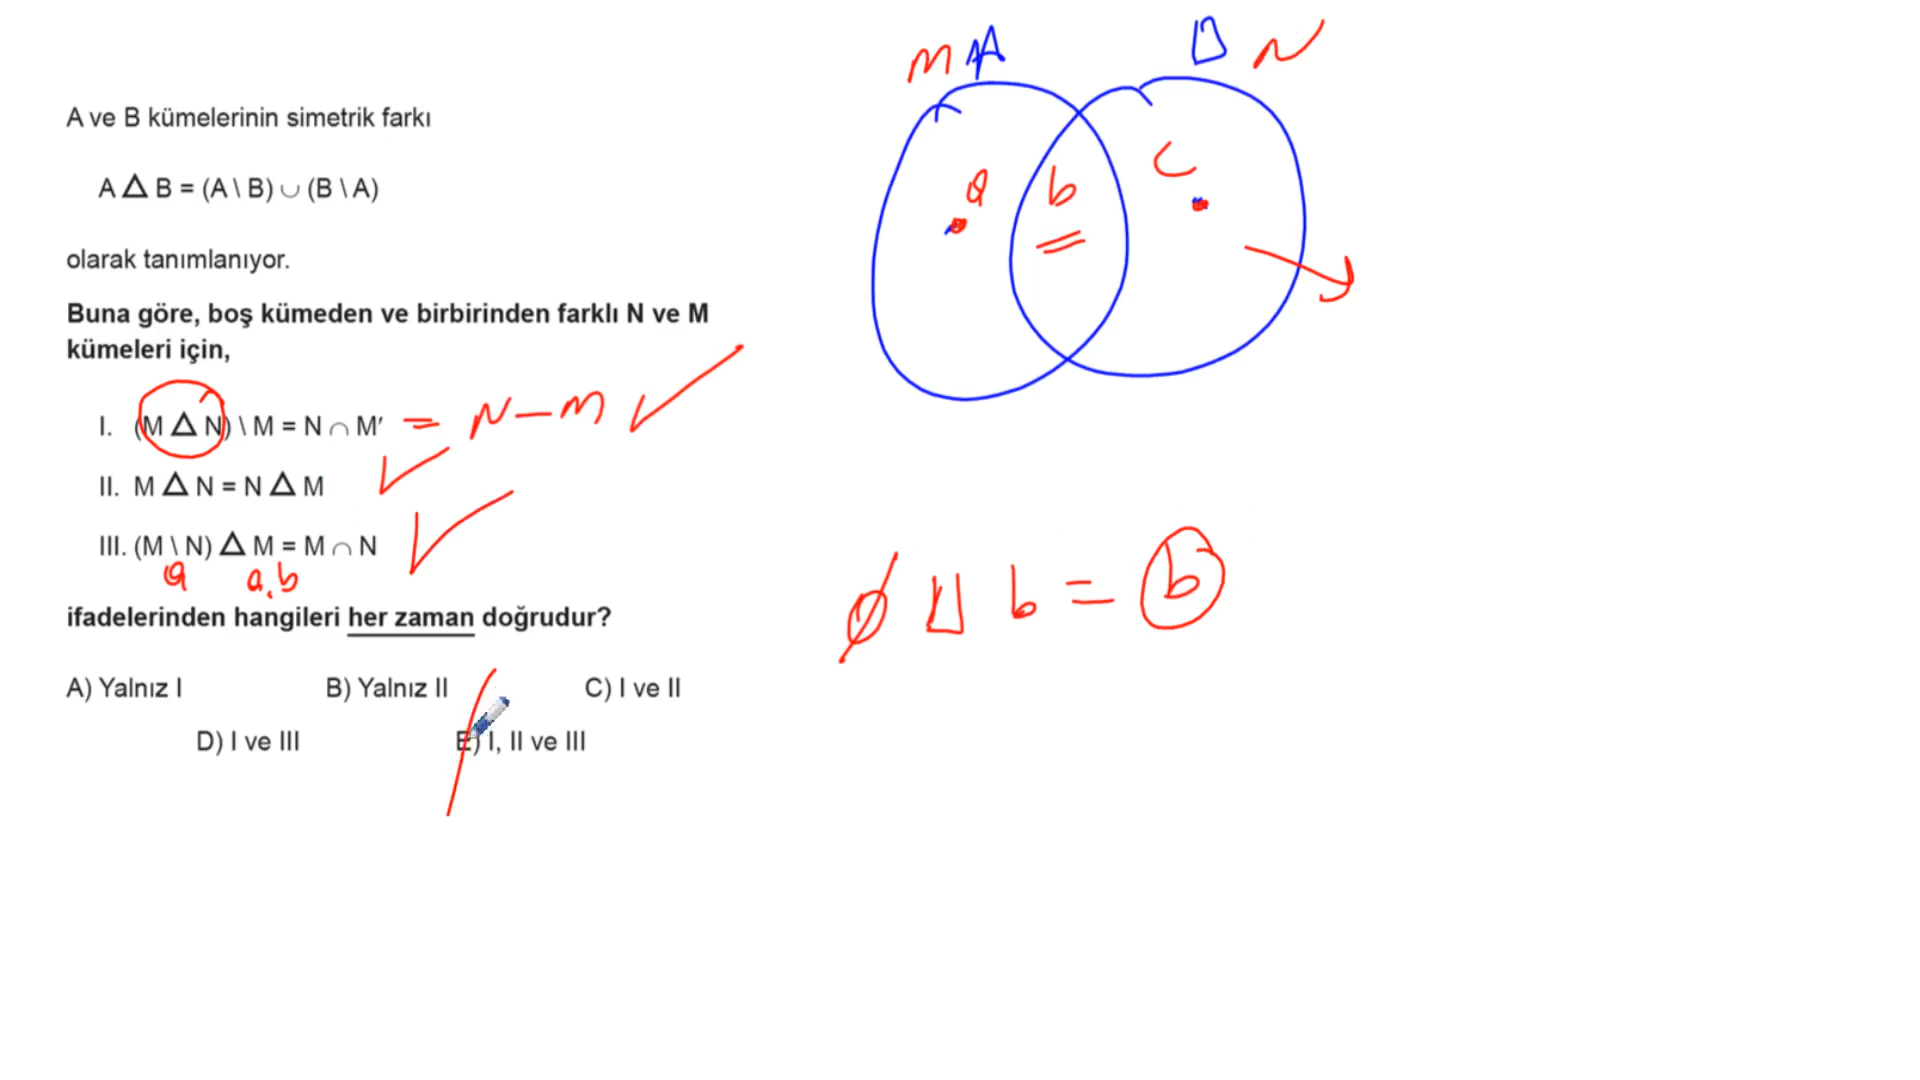 A ve B kümelerinin simetrik farkı
A △ B = (A \ B) ∪ (B \ A)
olarak tanımlanıyor.
Buna göre, boş kümeden ve birbirinden farklı N ve M
kümeleri için,
I. (M △ N) \ M = N ∩ M′ = N − M
II. M △ N = N △ M
III. (M \ N) △ M = M ∩ N
a a, b
ifadelerinden hangileri her zaman doğrudur?
A) Yalnız I B) Yalnız II C) I ve II
D) I ve III E) I, II ve III
M A N
a b c
∅ b = b